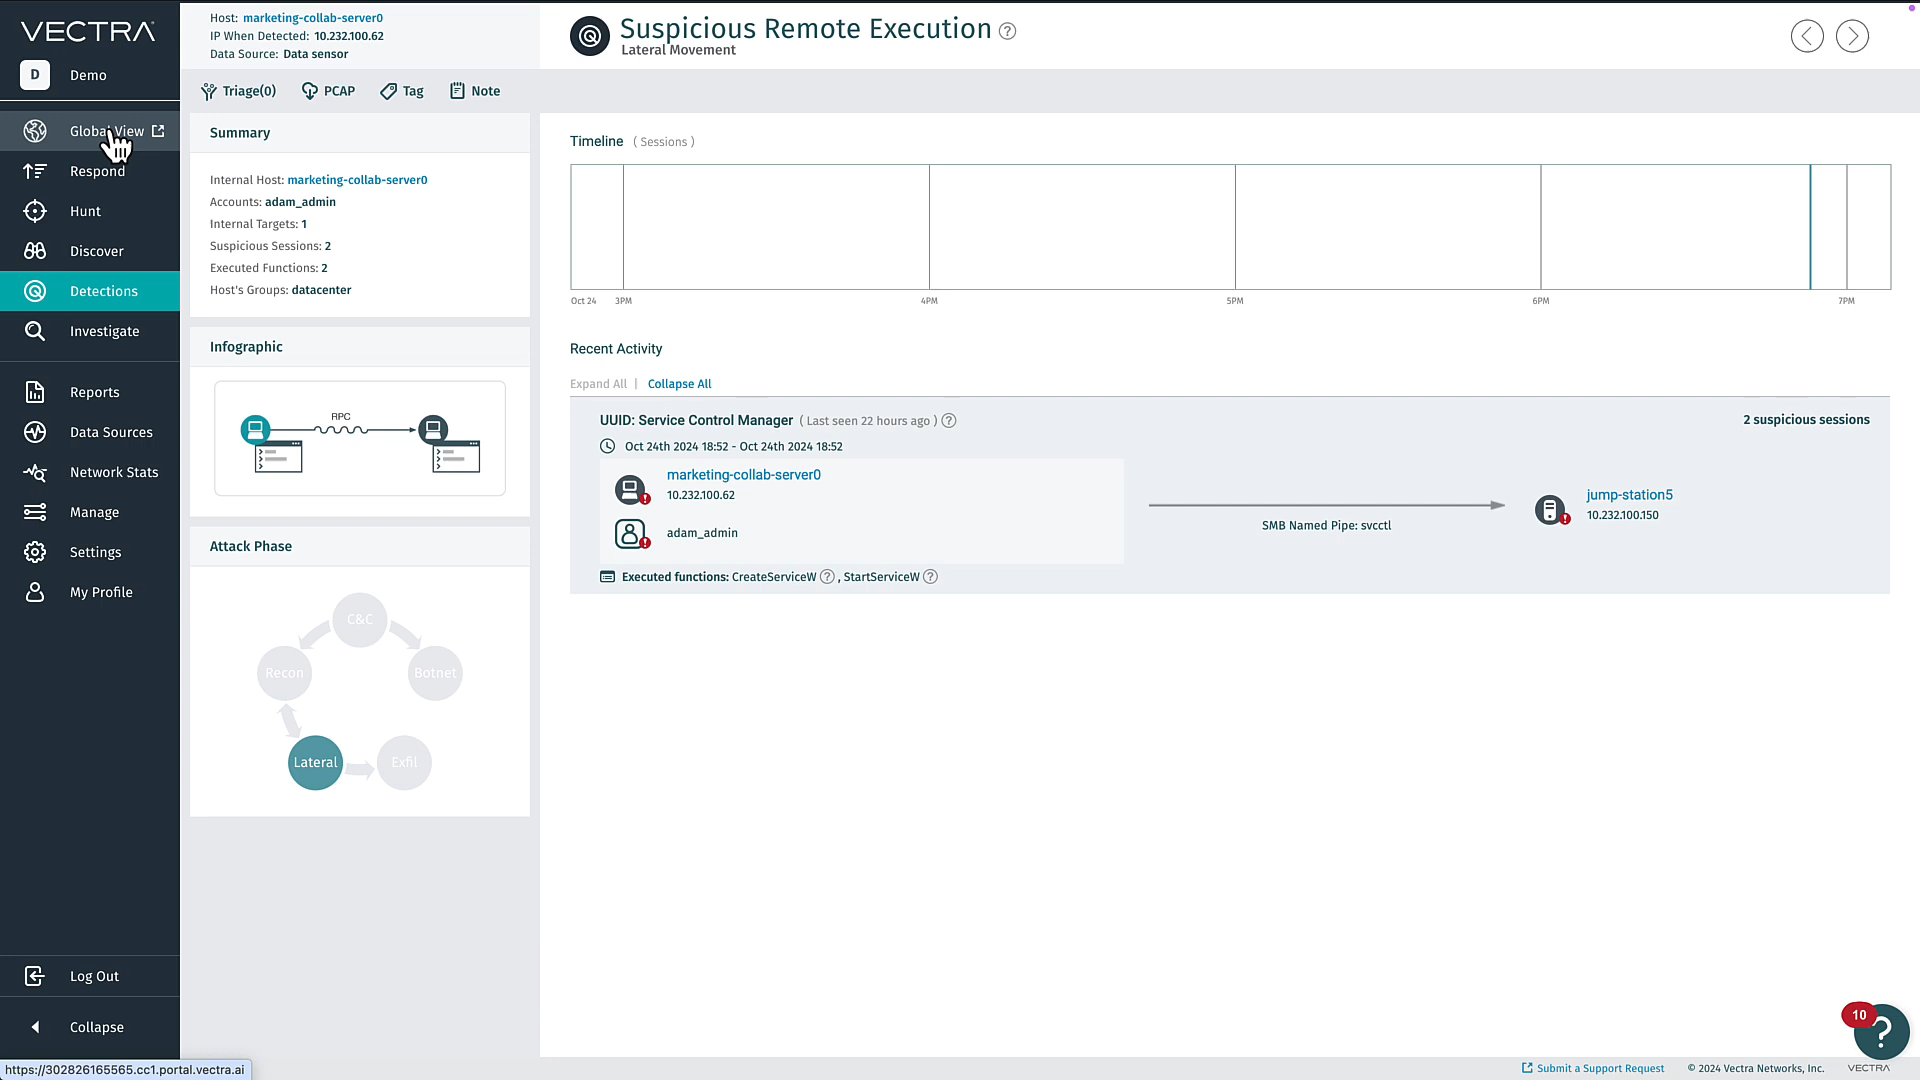 VECTRA
D Demo
Global View
Respond
Hunt
Discover
Detections
Investigate
Reports
Data Sources
Network Stats
Manage
Settings
My Profile
Log Out
Collapse
https://302826165565.cc1.portal.vectra.ai
Host: marketing-collab-server0
IP When Detected: 10.232.100.62
Data Source: Data sensor
Suspicious Remote Execution ?
Lateral Movement
Triage(0) PCAP Tag Note
Summary
Internal Host: marketing-collab-server0
Accounts: adam_admin
Internal Targets: 1
Suspicious Sessions: 2
Executed Functions: 2
Host's Groups: datacenter
Infographic
RPC
Attack Phase
C&C
Recon
Botnet
Lateral
Exfil
Timeline ( Sessions )
Oct 24 3PM 4PM 5PM 6PM 7PM
Recent Activity
Expand All | Collapse All
UUID: Service Control Manager ( Last seen 22 hours ago ) ?
2 suspicious sessions
Oct 24th 2024 18:52 - Oct 24th 2024 18:52
marketing-collab-server0
10.232.100.62
adam_admin
SMB Named Pipe: svcctl
jump-station5
10.232.100.150
Executed functions: CreateServiceW ? , StartServiceW ?
10
?
Submit a Support Request © 2024 Vectra Networks, Inc. VECTRA